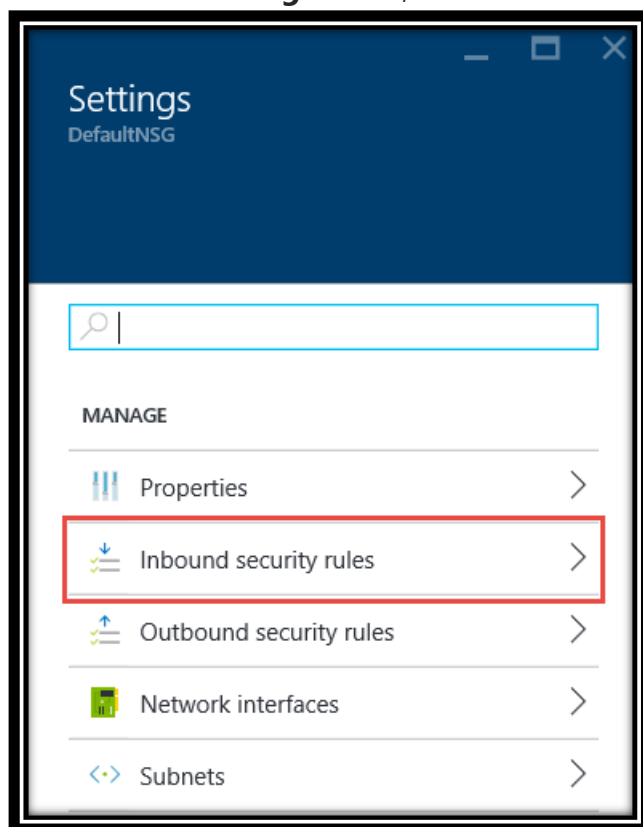 Settings
DefaultNSG
MANAGE
Properties
Inbound security rules
Outbound security rules
Network interfaces
Subnets